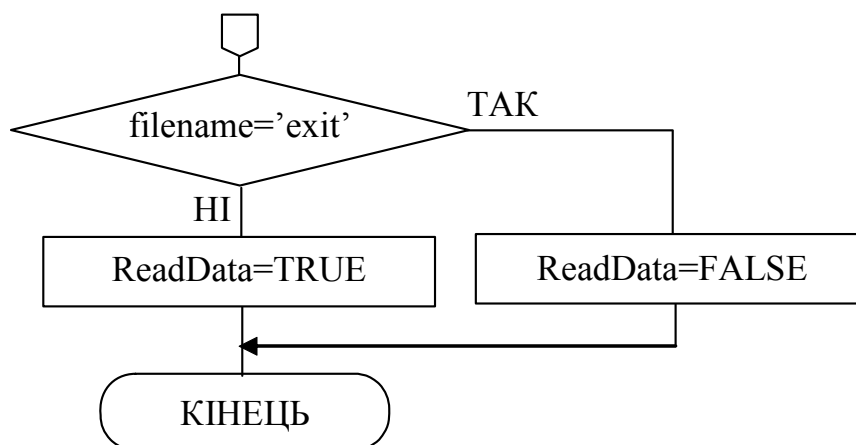 filename=’exit’
ТАК
НІ
ReadData=TRUE
ReadData=FALSE
КІНЕЦЬ